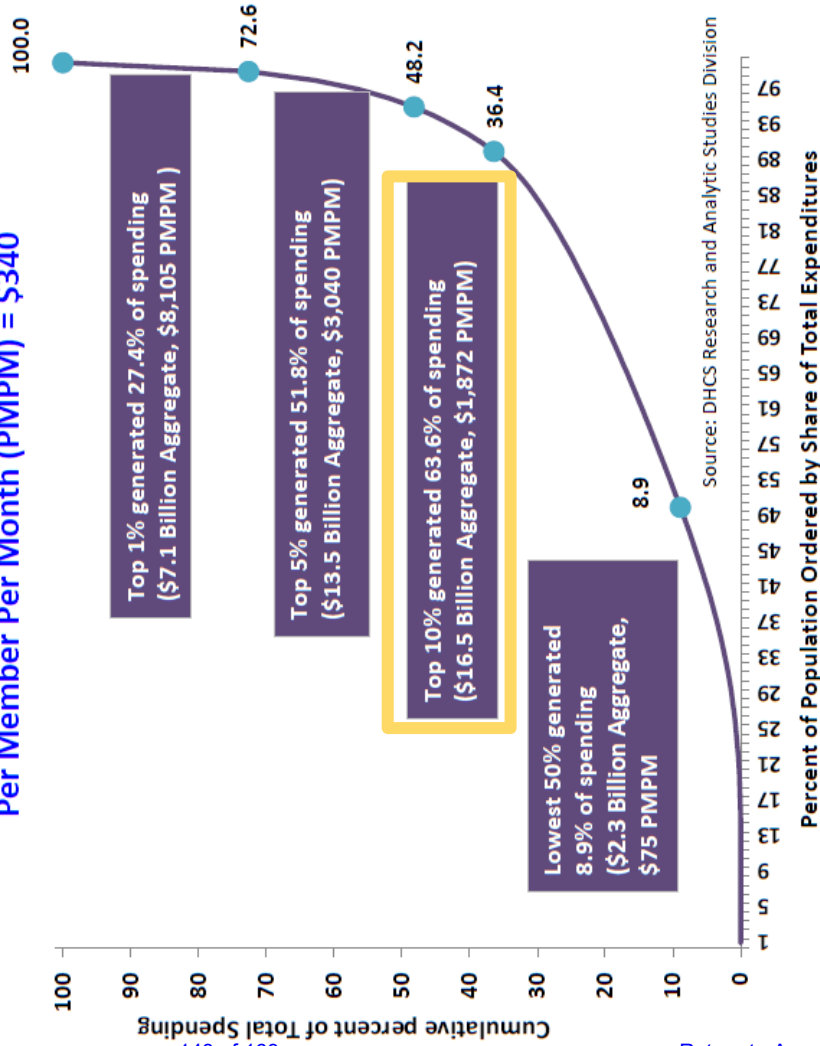 Per Member Per Month (PMPM) = $340
100.0
72.6
48.2
36.4
8.9
Top 1% generated 27.4% of spending
($7.1 Billion Aggregate, $8,105 PMPM )
Top 5% generated 51.8% of spending
($13.5 Billion Aggregate, $3,040 PMPM)
Top 10% generated 63.6% of spending
($16.5 Billion Aggregate, $1,872 PMPM)
Lowest 50% generated
8.9% of spending
($2.3 Billion Aggregate,
$75 PMPM
Cumulative percent of Total Spending
100
90
80
70
60
50
40
30
20
10
0
1
5
9
13
17
21
25
29
33
37
41
45
49
53
57
61
65
69
73
77
81
85
89
93
97
Source: DHCS Research and Analytic Studies Division
Percent of Population Ordered by Share of Total Expenditures